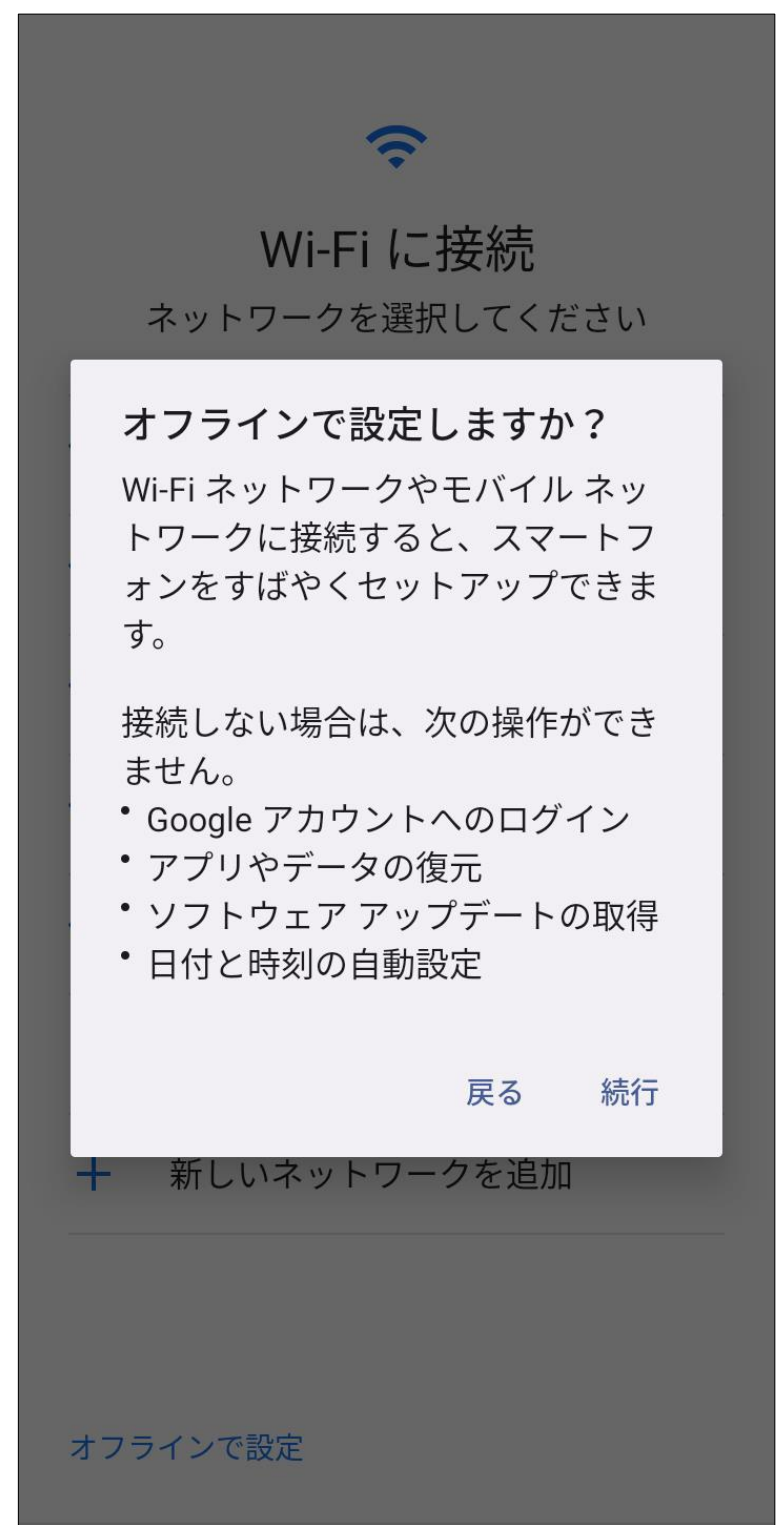 Wi-Fi に接続
ネットワークを選択してください
オフラインで設定しますか？
Wi-Fi ネットワークやモバイル ネッ
トワークに接続すると、スマートフ
ォンをすばやくセットアップできま
す。
接続しない場合は、次の操作ができ
ません。
• Google アカウントへのログイン
• アプリやデータの復元
• ソフトウェア アップデートの取得
• 日付と時刻の自動設定
戻る 続行
新しいネットワークを追加
オフラインで設定